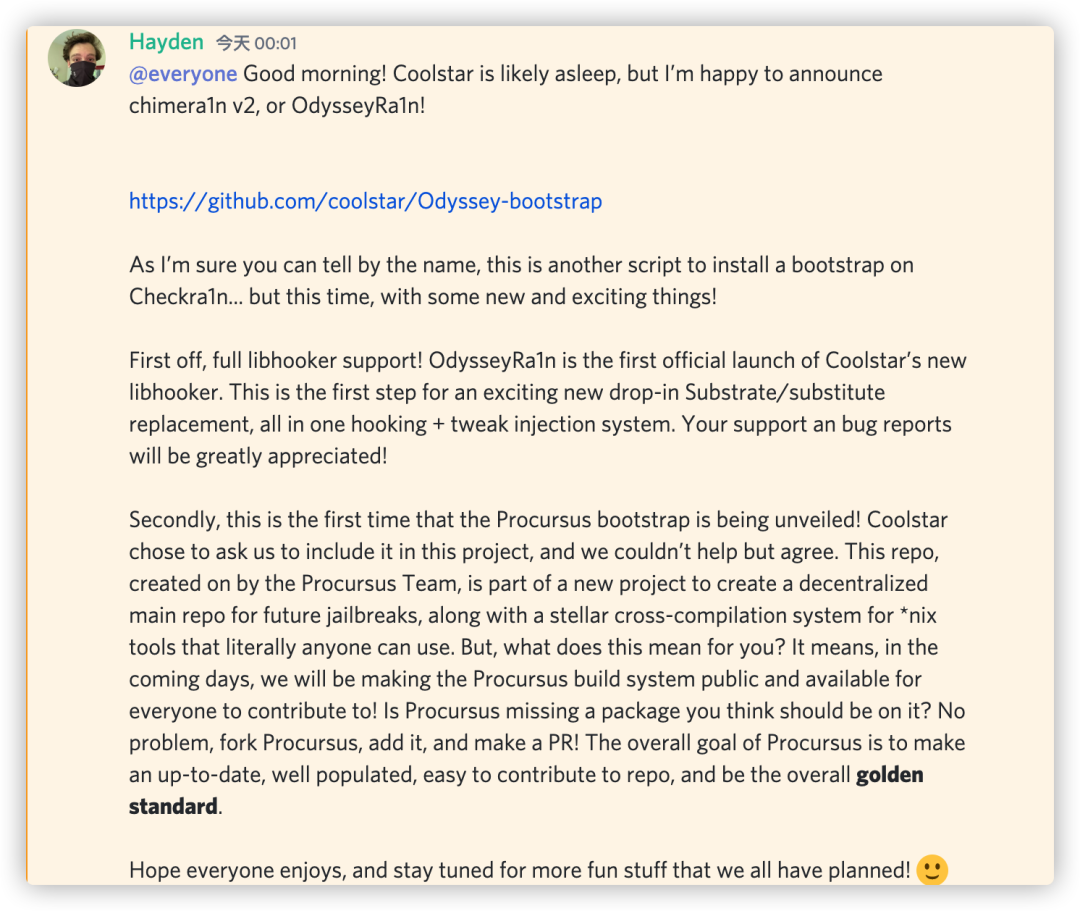 Hayden 今天 00:01
@everyone Good morning! Coolstar is likely asleep, but I'm happy to announce
chimera1n v2, or OdysseyRa1n!
https://github.com/coolstar/Odyssey-bootstrap
As I'm sure you can tell by the name, this is another script to install a bootstrap on
Checkra1n... but this time, with some new and exciting things!
First off, full libhooker support! OdysseyRa1n is the first official launch of Coolstar's new
libhooker. This is the first step for an exciting new drop-in Substrate/substitute
replacement, all in one hooking + tweak injection system. Your support an bug reports
will be greatly appreciated!
Secondly, this is the first time that the Procursus bootstrap is being unveiled! Coolstar
chose to ask us to include it in this project, and we couldn't help but agree. This repo,
created on by the Procursus Team, is part of a new project to create a decentralized
main repo for future jailbreaks, along with a stellar cross-compilation system for *nix
tools that literally anyone can use. But, what does this mean for you? It means, in the
coming days, we will be making the Procursus build system public and available for
everyone to contribute to! Is Procursus missing a package you think should be on it? No
problem, fork Procursus, add it, and make a PR! The overall goal of Procursus is to make
an up-to-date, well populated, easy to contribute to repo, and be the overall golden
standard.
Hope everyone enjoys, and stay tuned for more fun stuff that we all have planned! 🙂